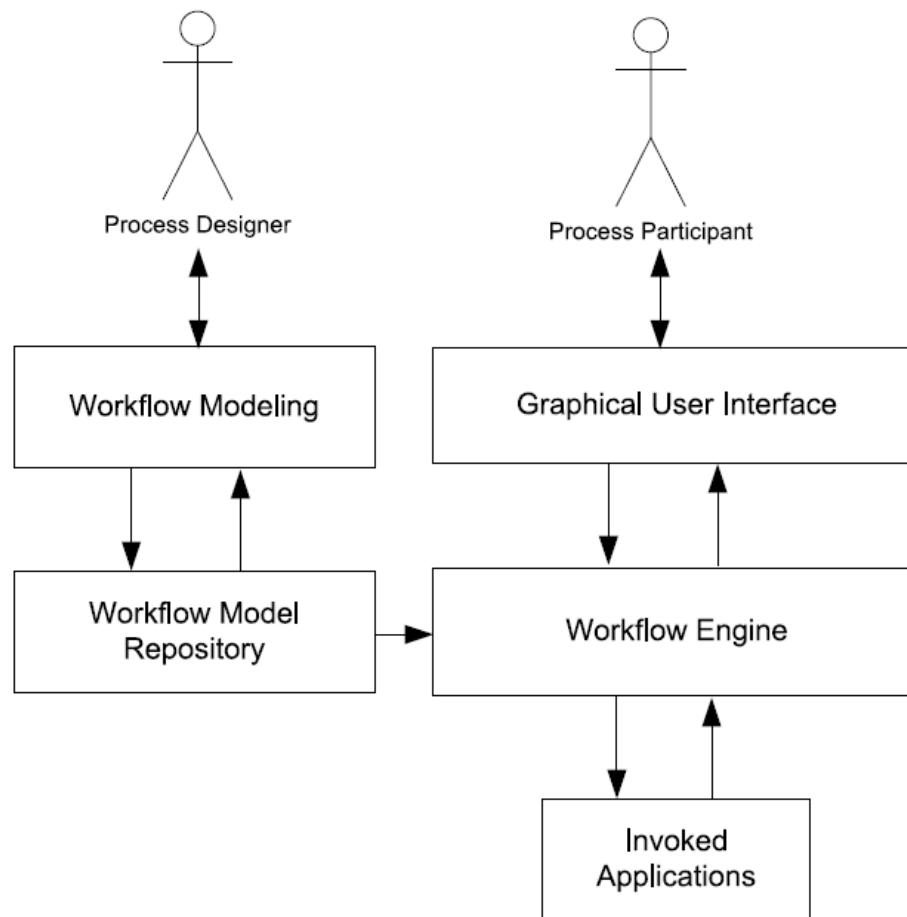 Process Designer
Process Participant
Workflow Modeling
Graphical User Interface
Workflow Model
Repository
Workflow Engine
Invoked
Applications